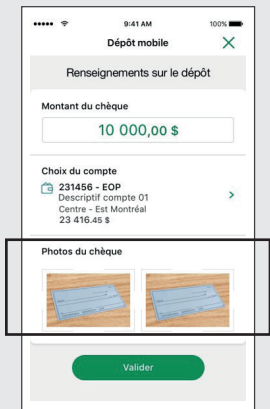 9:41 AM 100%
Dépôt mobile
Renseignements sur le dépôt
Montant du chèque
10 000,00 $
Choix du compte
231456 - EOP
Descriptif compte 01
Centre - Est Montréal
23 416.45 $
Photos du chèque
Valider